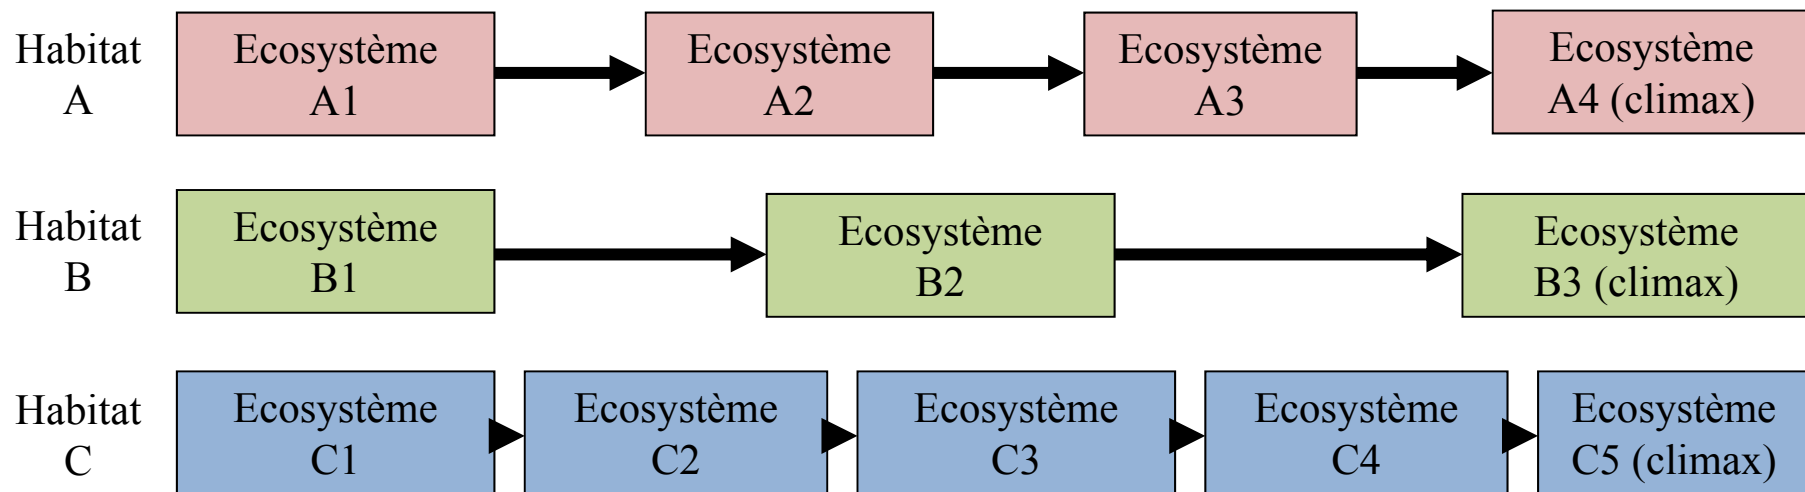 Habitat
A
Ecosystème
A1
Ecosystème
A2
Ecosystème
A3
Ecosystème
A4 (climax)
Habitat
B
Ecosystème
B1
Ecosystème
B2
Ecosystème
B3 (climax)
Habitat
C
Ecosystème
C1
Ecosystème
C2
Ecosystème
C3
Ecosystème
C4
Ecosystème
C5 (climax)